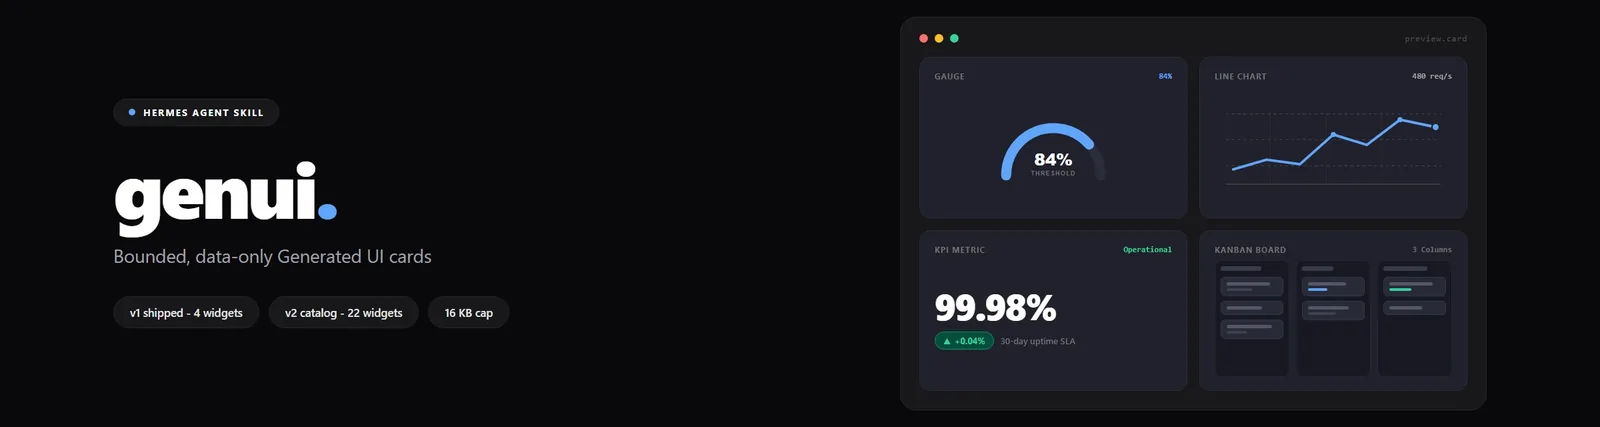 HERMES AGENT SKILL
genui.
Bounded, data-only Generated UI cards
v1 shipped - 4 widgets
v2 catalog - 22 widgets
16 KB cap
preview.card
GAUGE
84%
84%
THRESHOLD
LINE CHART
480 req/s
KPI METRIC
Operational
99.98%
▲ +0.04%
30-day uptime SLA
KANBAN BOARD
3 Columns